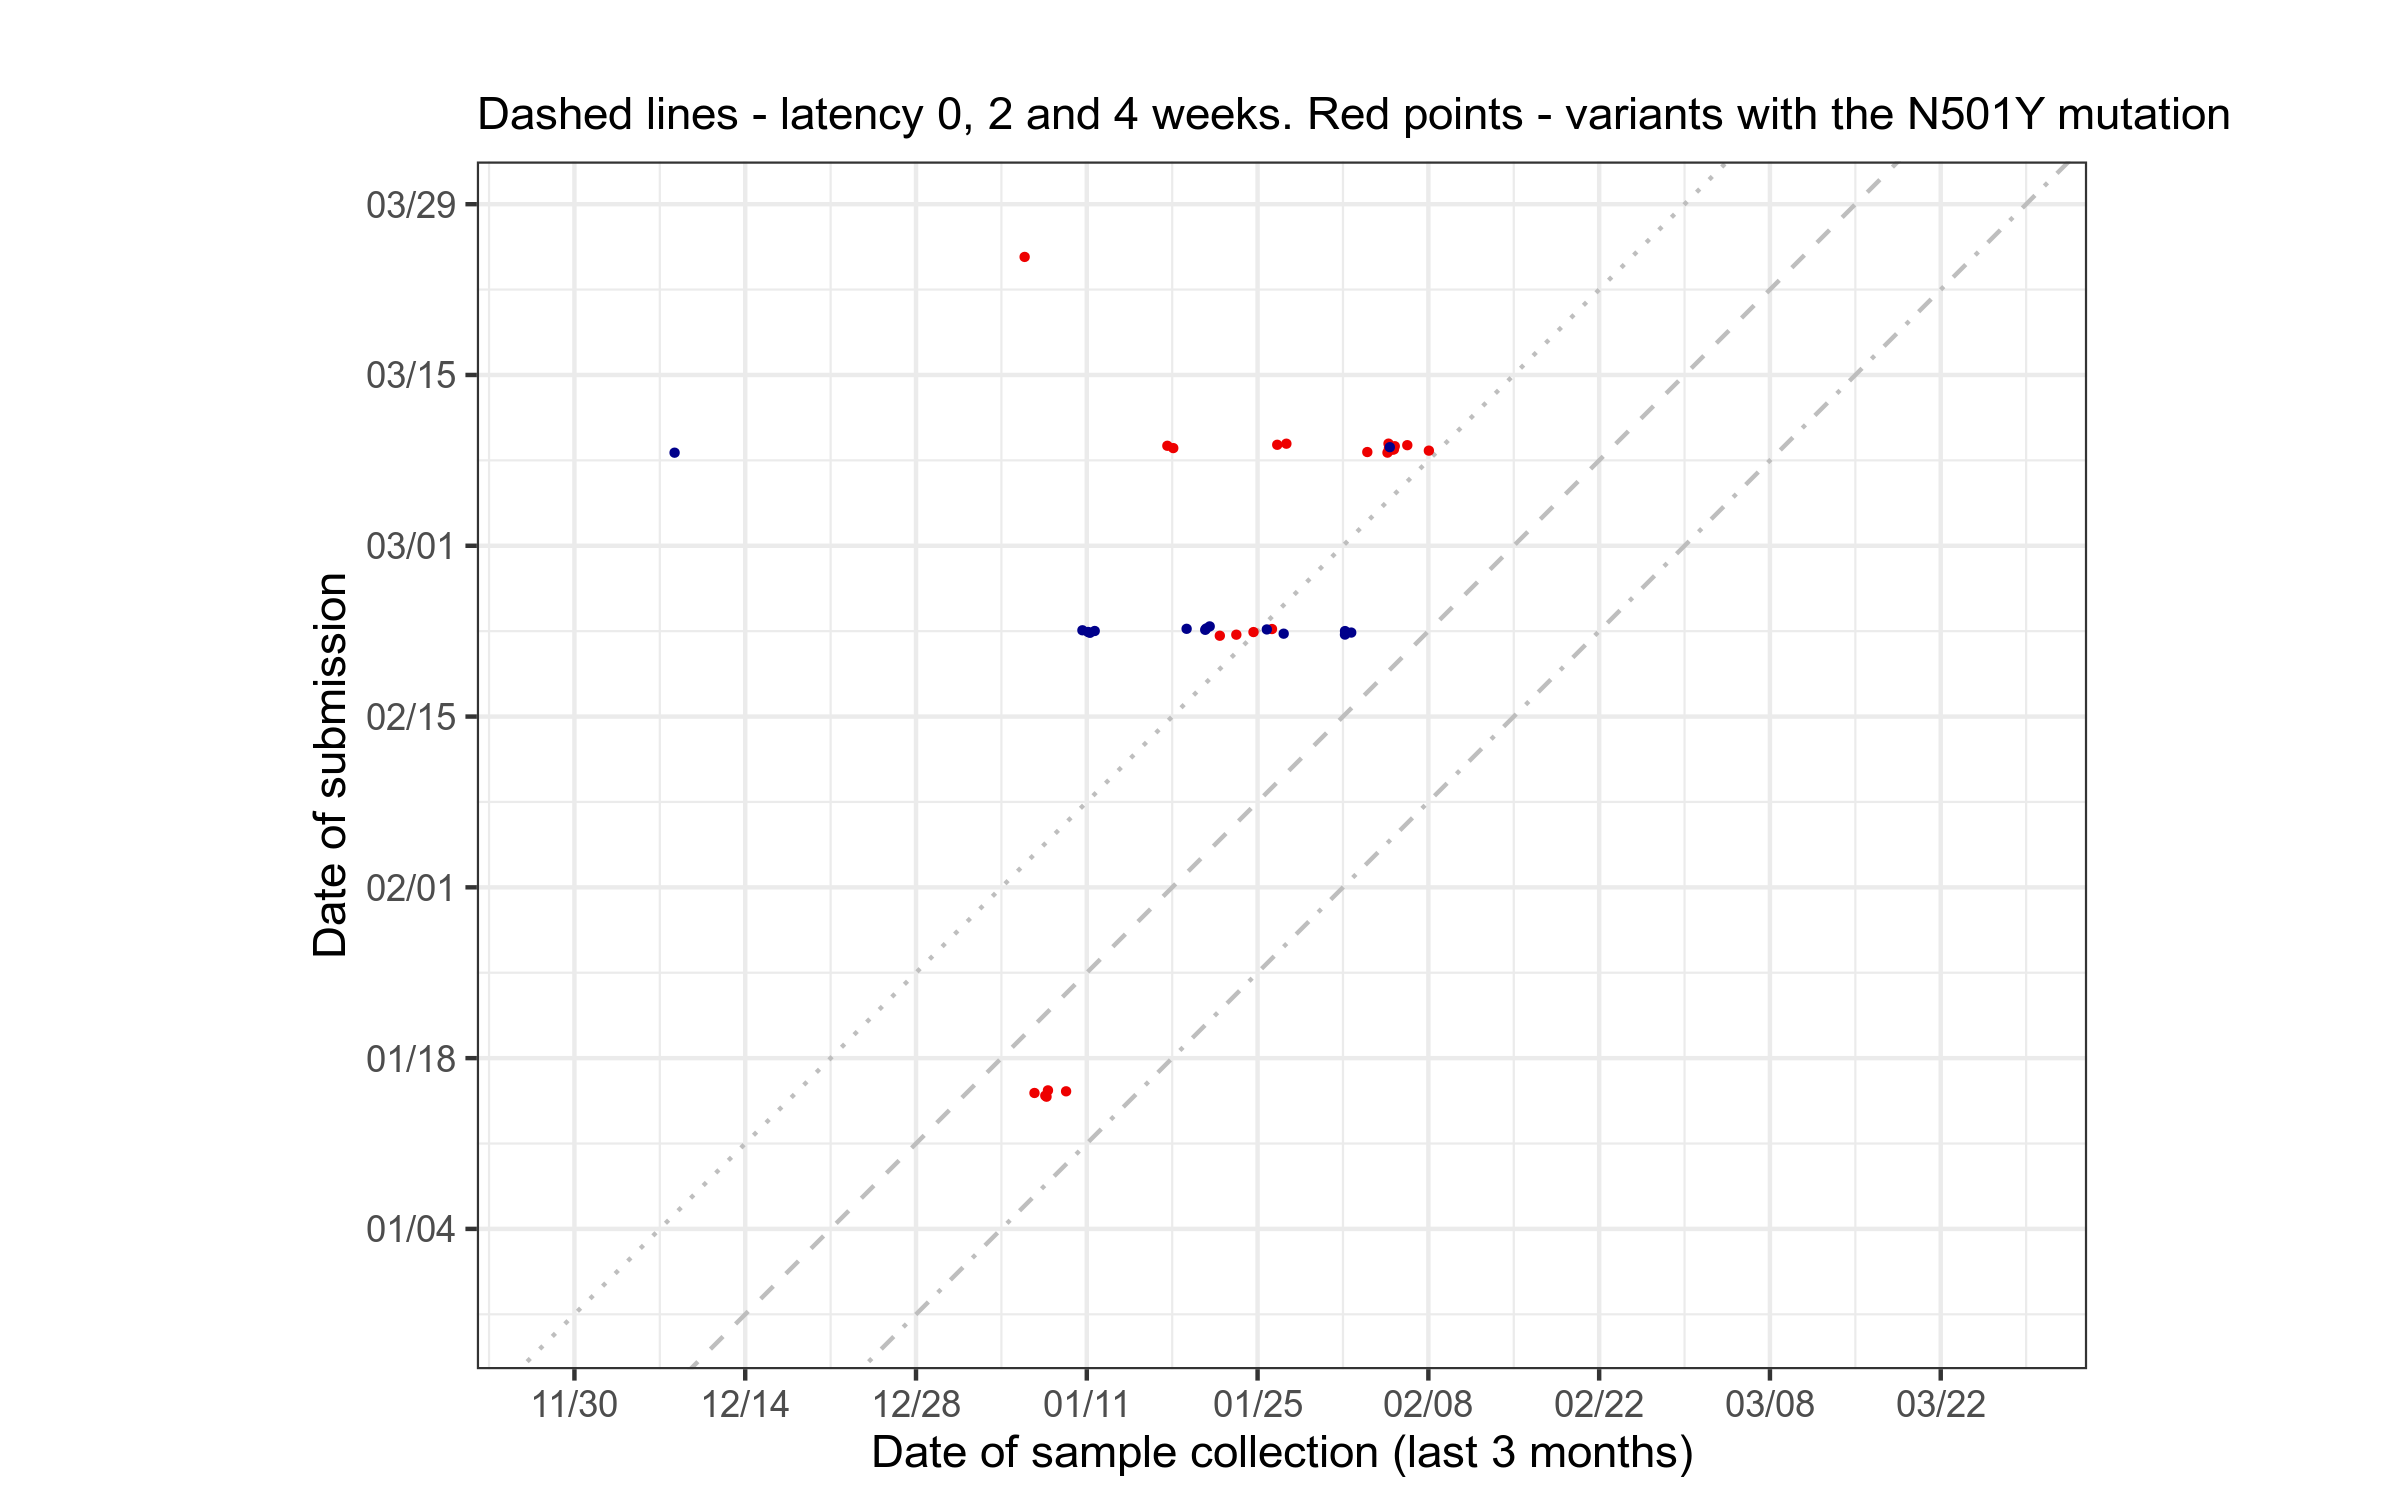 Dashed lines - latency 0, 2 and 4 weeks. Red points - variants with the N501Y mutation
Date of submission
03/29
03/15
03/01
02/15
02/01
01/18
01/04
11/30 12/14 12/28 01/11 01/25 02/08 02/22 03/08 03/22
Date of sample collection (last 3 months)